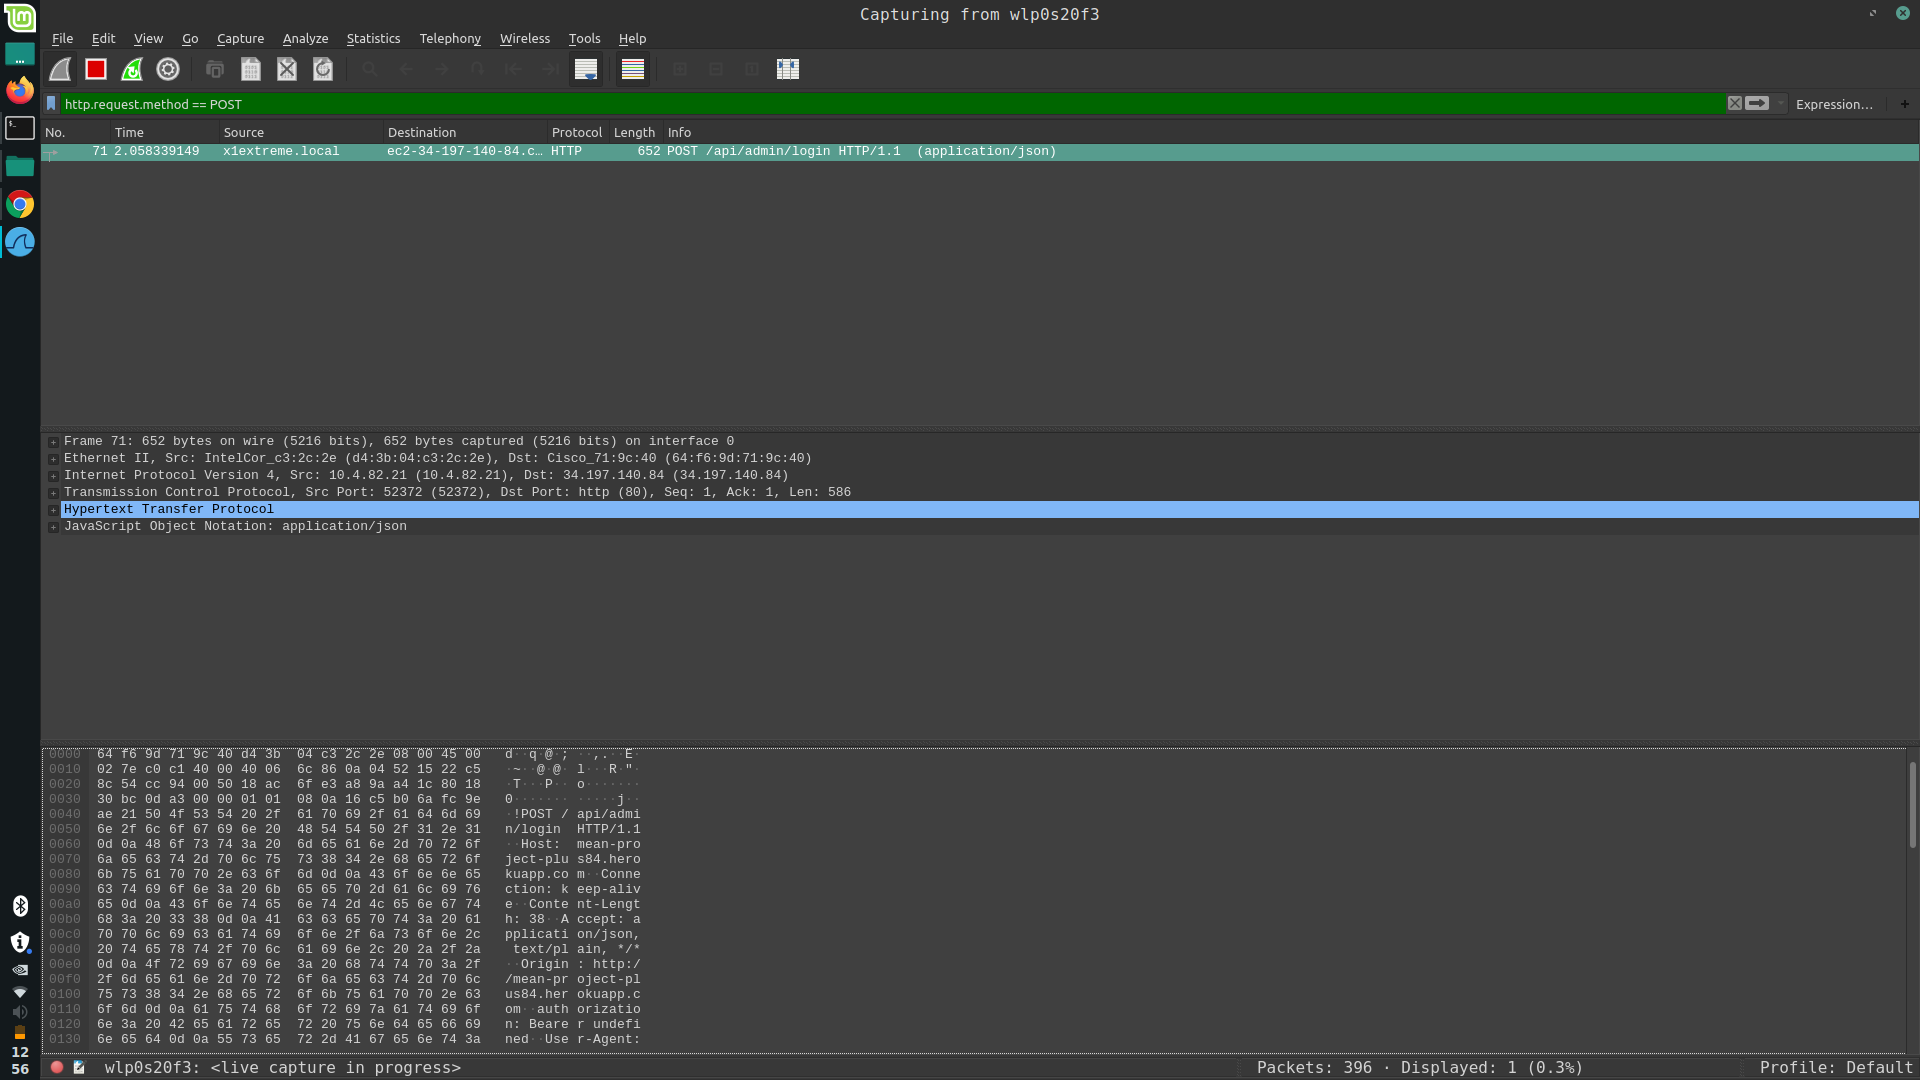 Capturing from wlp0s20f3
File Edit View Go Capture Analyze Statistics Telephony Wireless Tools Help
http.request.method == POST
Expression…
+
No. Time Source Destination Protocol Length Info
71 2.058339149 x1extreme.local ec2-34-197-140-84.c… HTTP 652 POST /api/admin/login HTTP/1.1 (application/json)
Frame 71: 652 bytes on wire (5216 bits), 652 bytes captured (5216 bits) on interface 0
Ethernet II, Src: IntelCor_c3:2c:2e (d4:3b:04:c3:2c:2e), Dst: Cisco_71:9c:40 (64:f6:9d:71:9c:40)
Internet Protocol Version 4, Src: 10.4.82.21 (10.4.82.21), Dst: 34.197.140.84 (34.197.140.84)
Transmission Control Protocol, Src Port: 52372 (52372), Dst Port: http (80), Seq: 1, Ack: 1, Len: 586
Hypertext Transfer Protocol
JavaScript Object Notation: application/json
0000 64 f6 9d 71 9c 40 d4 3b 04 c3 2c 2e 08 00 45 00 d··q·@·; ··,.··E·
0010 02 7e c0 c1 40 00 40 06 6c 86 0a 04 52 15 22 c5 ·~··@·@· l···R·"·
0020 8c 54 cc 94 00 50 18 ac 6f e3 a8 9a a4 1c 80 18 ·T···P·· o·······
0030 30 bc 0d a3 00 00 01 01 08 0a 16 c5 b0 6a fc 9e 0······· ·····j··
0040 ae 21 50 4f 53 54 20 2f 61 70 69 2f 61 64 6d 69 ·!POST / api/admi
0050 6e 2f 6c 6f 67 69 6e 20 48 54 54 50 2f 31 2e 31 n/login HTTP/1.1
0060 0d 0a 48 6f 73 74 3a 20 6d 65 61 6e 2d 70 72 6f ··Host: mean-pro
0070 6a 65 63 74 2d 70 6c 75 73 38 34 2e 68 65 72 6f ject-plu s84.hero
0080 6b 75 61 70 70 2e 63 6f 6d 0d 0a 43 6f 6e 6e 65 kuapp.co m··Conne
0090 63 74 69 6f 6e 3a 20 6b 65 65 70 2d 61 6c 69 76 ction: k eep-aliv
00a0 65 0d 0a 43 6f 6e 74 65 6e 74 2d 4c 65 6e 67 74 e··Conte nt-Lengt
00b0 68 3a 20 33 38 0d 0a 41 63 63 65 70 74 3a 20 61 h: 38··A ccept: a
00c0 70 70 6c 69 63 61 74 69 6f 6e 2f 6a 73 6f 6e 2c pplicati on/json,
00d0 20 74 65 78 74 2f 70 6c 61 69 6e 2c 20 2a 2f 2a text/pl ain, */*
00e0 0d 0a 4f 72 69 67 69 6e 3a 20 68 74 74 70 3a 2f ··Origin : http:/
00f0 2f 6d 65 61 6e 2d 70 72 6f 6a 65 63 74 2d 70 6c /mean-pr oject-pl
0100 75 73 38 34 2e 68 65 72 6f 6b 75 61 70 70 2e 63 us84.her okuapp.c
0110 6f 6d 0d 0a 61 75 74 68 6f 72 69 7a 61 74 69 6f om··auth orizatio
0120 6e 3a 20 42 65 61 72 65 72 20 75 6e 64 65 66 69 n: Beare r undefi
0130 6e 65 64 0d 0a 55 73 65 72 2d 41 67 65 6e 74 3a ned··Use r-Agent:
12
56
wlp0s20f3: <live capture in progress>
Packets: 396 · Displayed: 1 (0.3%)
Profile: Default